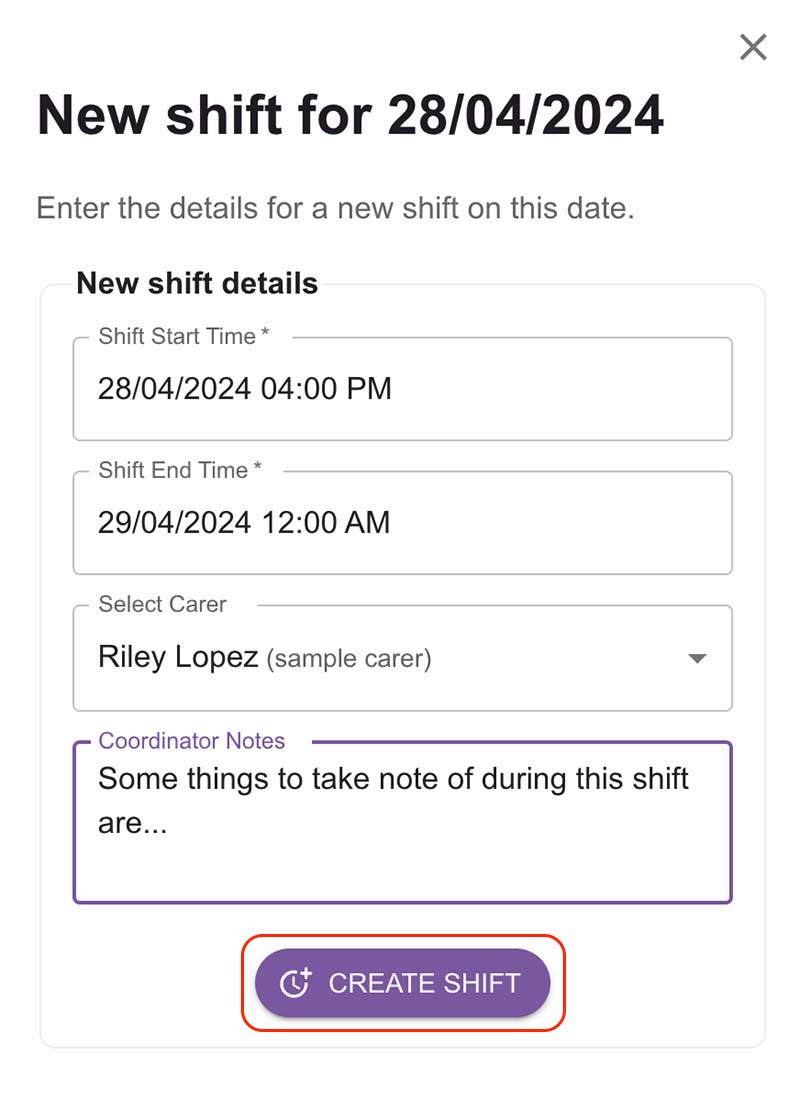 New shift for 28/04/2024
Enter the details for a new shift on this date.
New shift details
Shift Start Time *
28/04/2024 04:00 PM
Shift End Time *
29/04/2024 12:00 AM
Select Carer
Riley Lopez (sample carer)
Coordinator Notes
Some things to take note of during this shift
are...
CREATE SHIFT